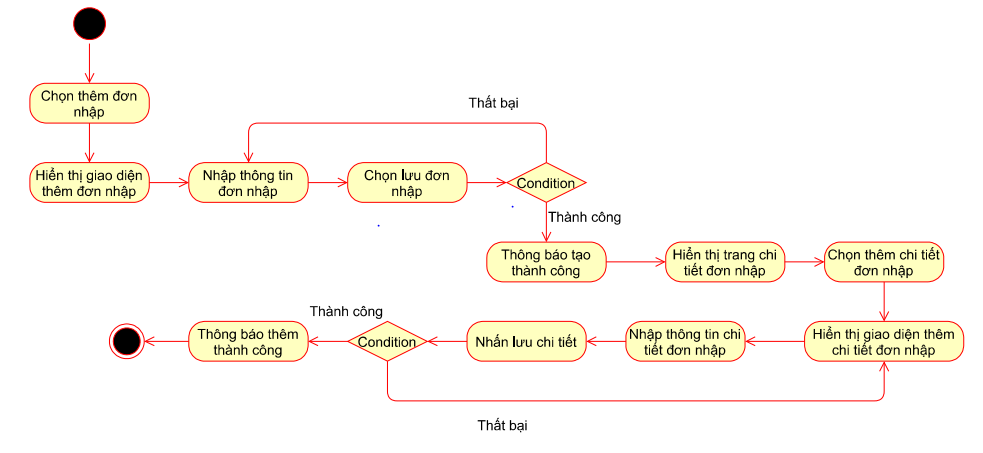 Chọn thêm đơn
nhập
Thất bại
Hiển thị giao diện
thêm đơn nhập
Nhập thông tin
đơn nhập
Chọn lưu đơn
nhập
Condition
Thành công
Thông báo tạo
thành công
Hiển thị trang chi
tiết đơn nhập
Chọn thêm chi tiết
đơn nhập
Hiển thị giao diện thêm
chi tiết đơn nhập
Nhập thông tin chi
tiết đơn nhập
Nhấn lưu chi tiết
Condition
Thành công
Thông báo thêm
thành công
Thất bại